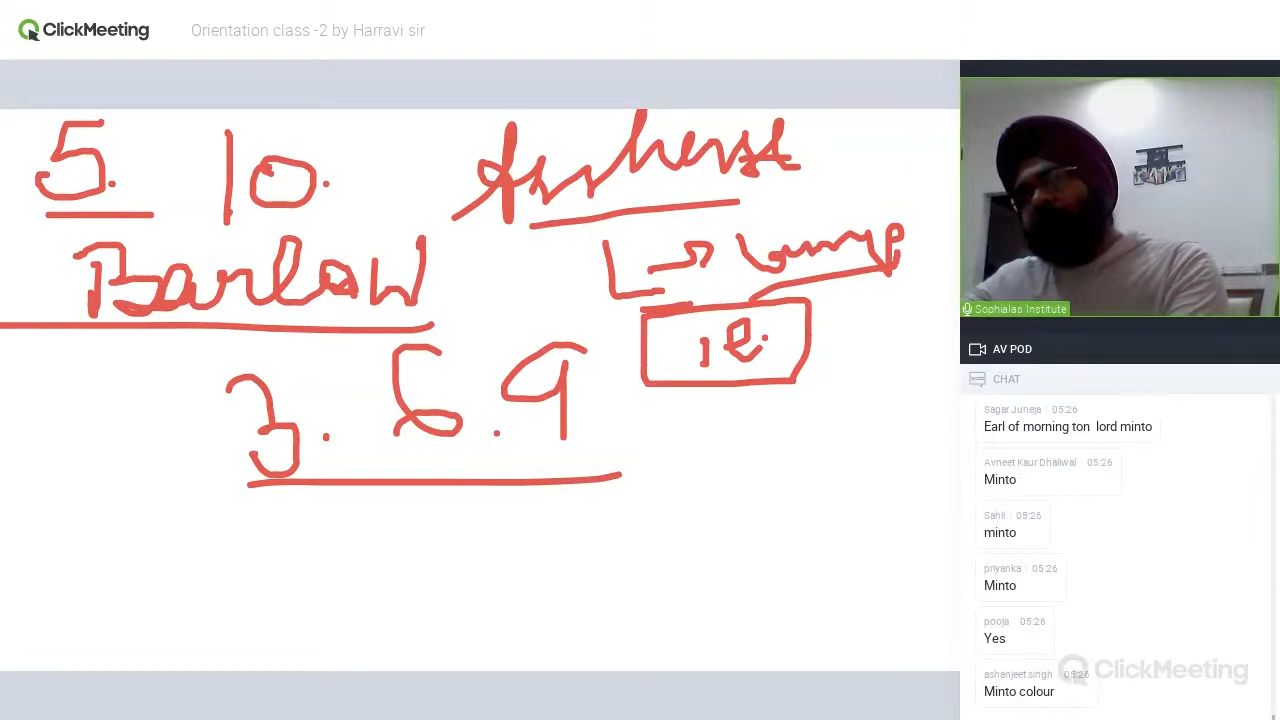 ClickMeeting Orientation class -2 by Harravi sir
5. 10. Amherst
Barlow
L →
10.
3. 6. 9
Sophialas Institute
AV POD
CHAT
Sagar Juneja 05:26
Earl of morning ton lord minto
Avneet Kaur Dhaliwal 05:26
Minto
Sahil 05:26
minto
priyanka 05:26
Minto
pooja 05:26
Yes
ashanjeet singh 05:26
Minto colour
ClickMeeting